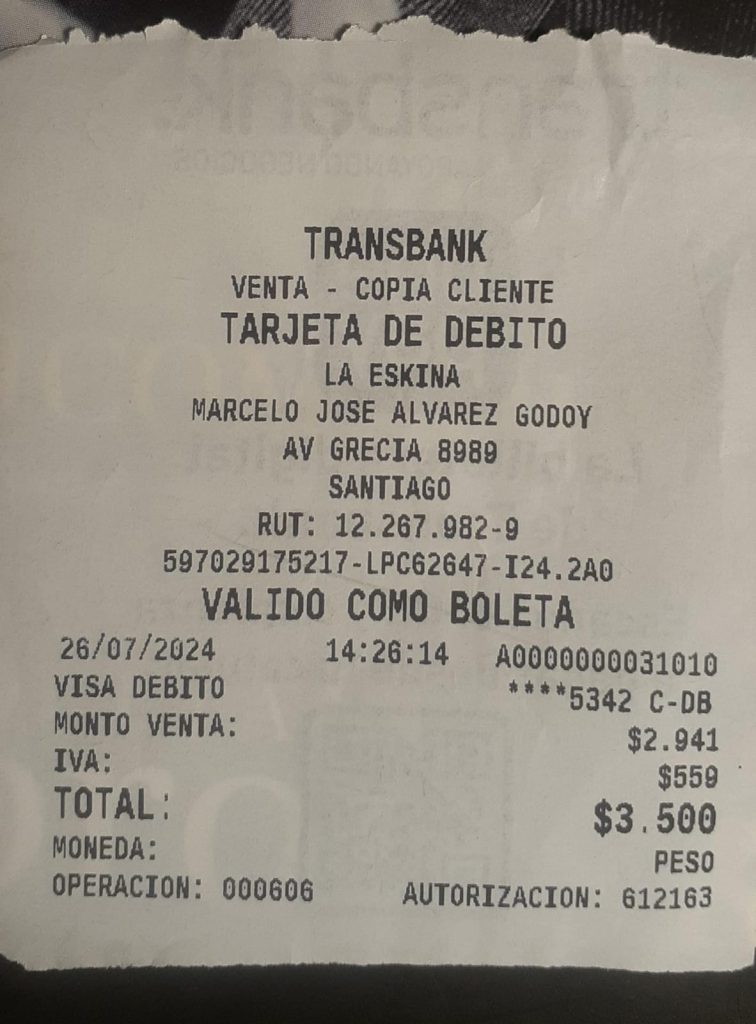 TRANSBANK
VENTA - COPIA CLIENTE
TARJETA DE DEBITO
LA ESKINA
MARCELO JOSE ALVAREZ GODOY
AV GRECIA 8989
SANTIAGO
RUT: 12.267.982-9
597029175217-LPC62647-I24.2A0
VALIDO COMO BOLETA
26/07/2024 14:26:14 A0000000031010
VISA DEBITO ****5342 C-DB
MONTO VENTA: $2.941
IVA: $559
TOTAL: $3.500
MONEDA: PESO
OPERACION: 000606 AUTORIZACION: 612163